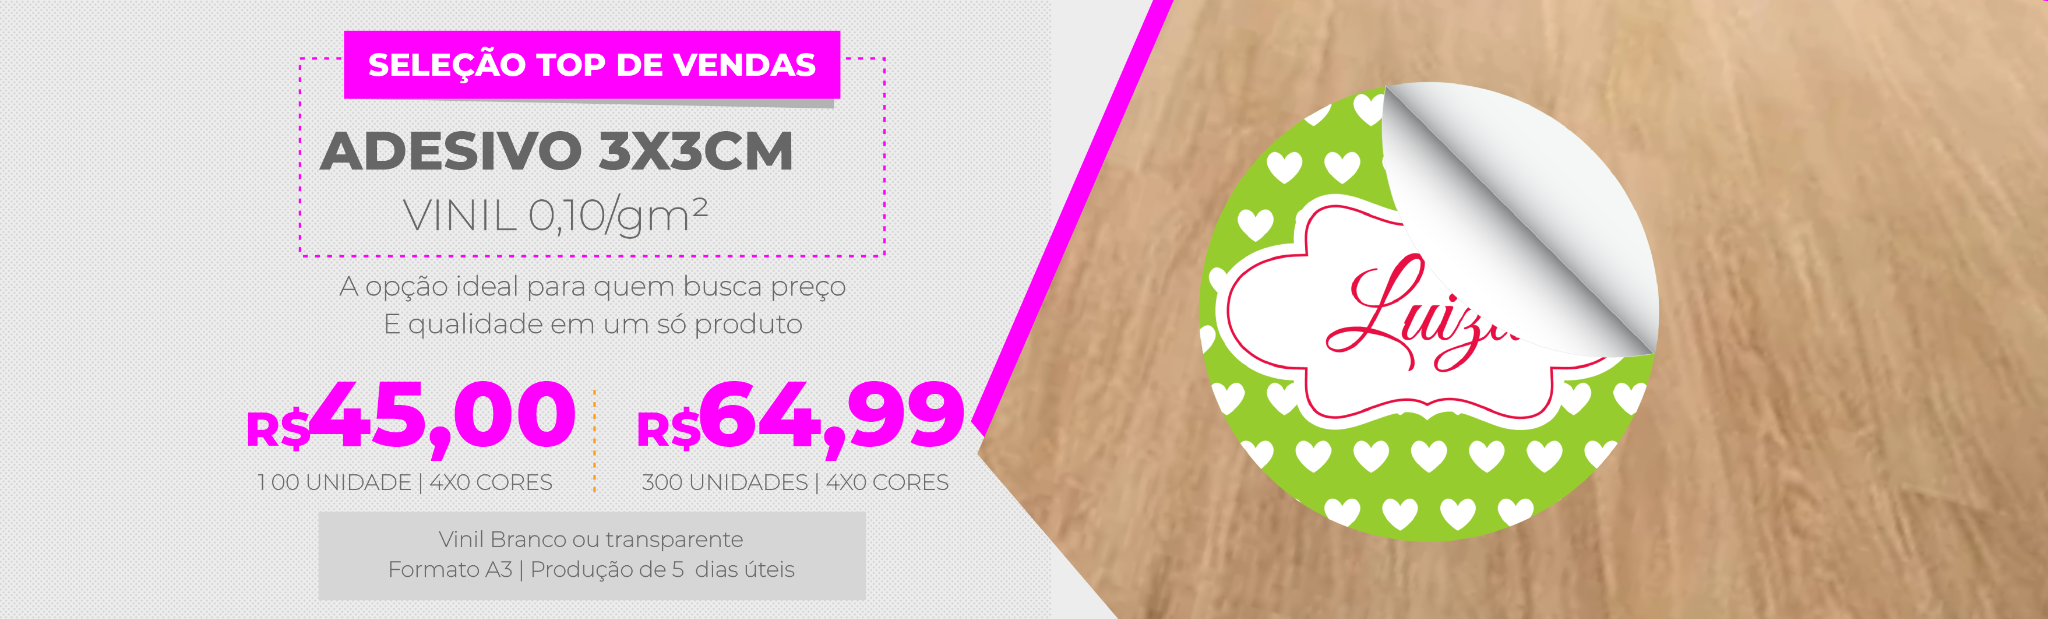 SELEÇÃO TOP DE VENDAS
ADESIVO 3X3CM
VINIL 0,10/gm²
A opção ideal para quem busca preço
E qualidade em um só produto
R$45,00
1 00 UNIDADE | 4X0 CORES
R$64,99
300 UNIDADES | 4X0 CORES
Vinil Branco ou transparente
Formato A3 | Produção de 5 dias úteis